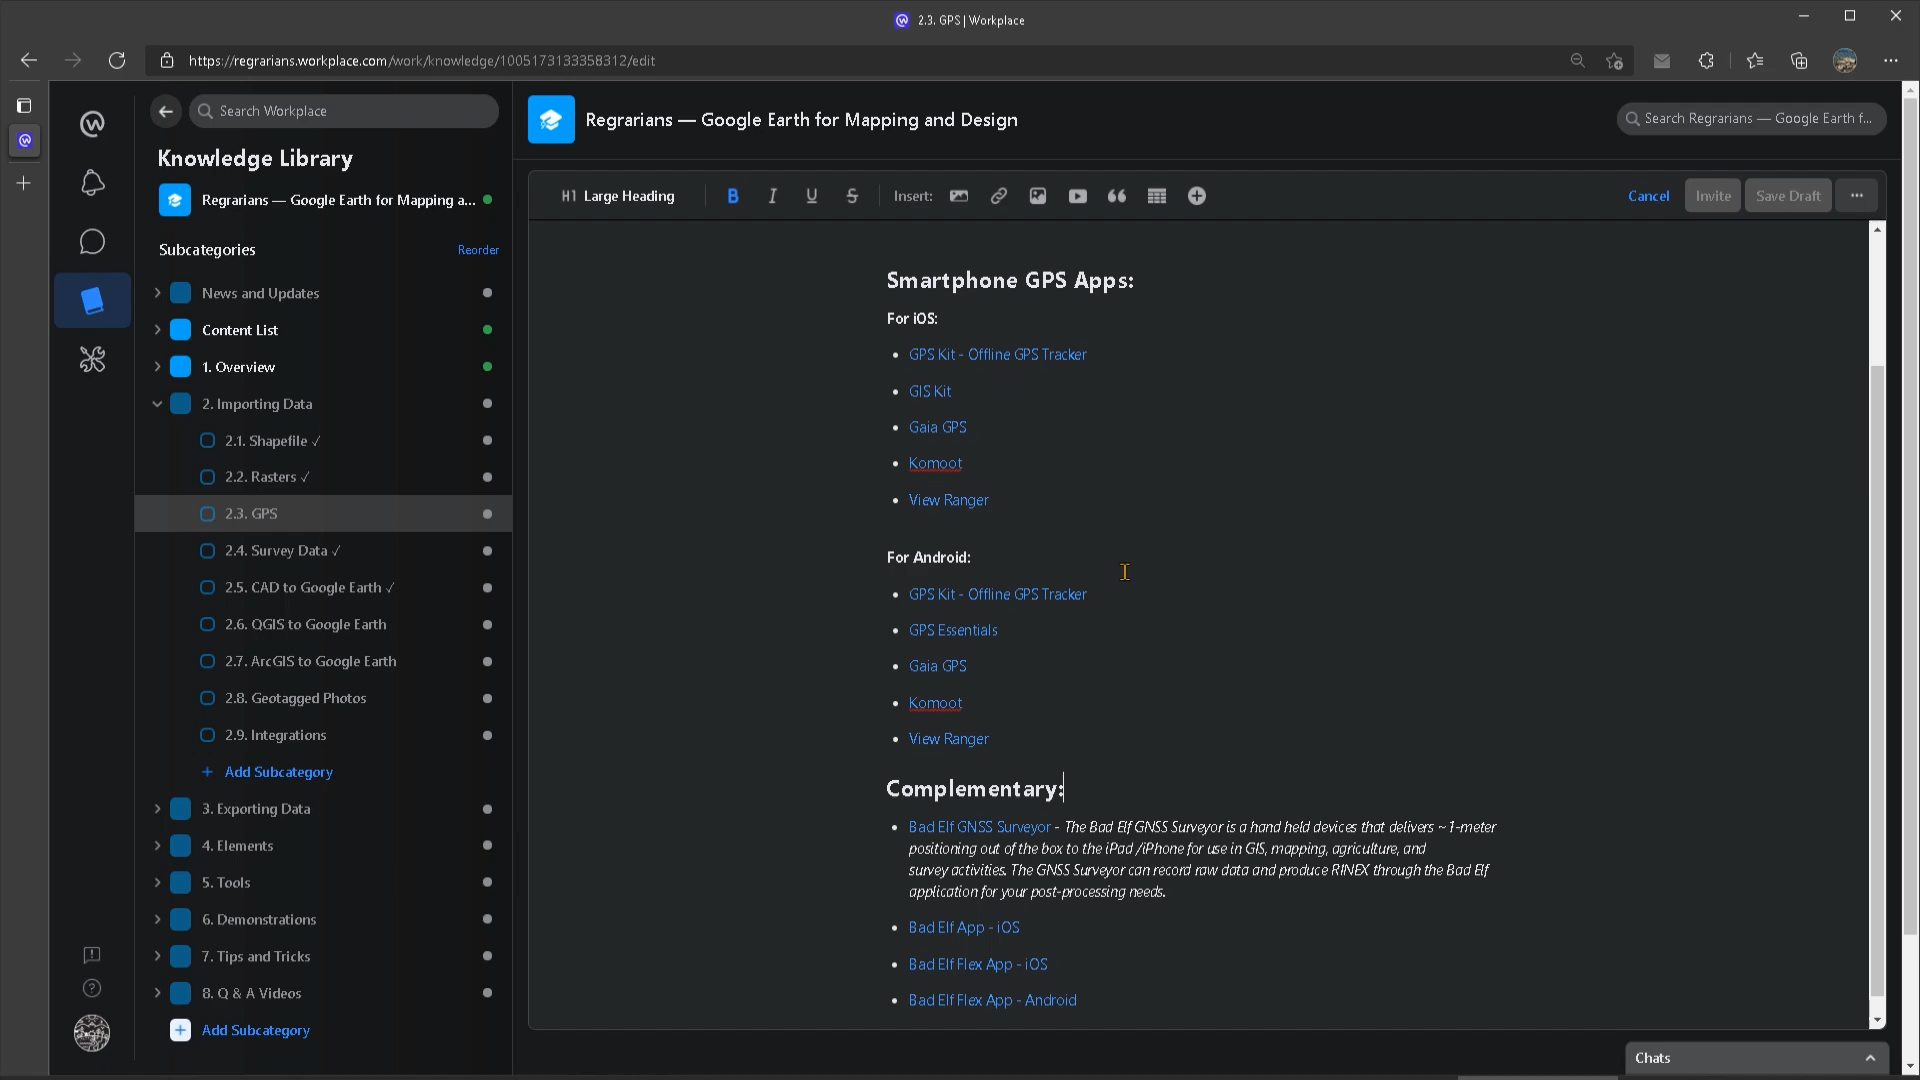 2.3. GPS | Workplace
https://regrarians.workplace.com/work/knowledge/1005173133358312/edit
Search Workplace
Knowledge Library
Regrarians — Google Earth for Mapping a...
Subcategories
Reorder
News and Updates
Content List
1. Overview
2. Importing Data
2.1. Shapefile ✓
2.2. Rasters ✓
2.3. GPS
2.4. Survey Data ✓
2.5. CAD to Google Earth ✓
2.6. QGIS to Google Earth
2.7. ArcGIS to Google Earth
2.8. Geotagged Photos
2.9. Integrations
+ Add Subcategory
3. Exporting Data
4. Elements
5. Tools
6. Demonstrations
7. Tips and Tricks
8. Q & A Videos
Add Subcategory
Regrarians — Google Earth for Mapping and Design
Search Regrarians — Google Earth f...
H1 Large Heading
B I U S
Insert:
Cancel
Invite
Save Draft
Smartphone GPS Apps:
For iOS:
GPS Kit - Offline GPS Tracker
GIS Kit
Gaia GPS
Komoot
View Ranger
For Android:
GPS Kit - Offline GPS Tracker
GPS Essentials
Gaia GPS
Komoot
View Ranger
Complementary:
Bad Elf GNSS Surveyor - The Bad Elf GNSS Surveyor is a hand held devices that delivers ~1-meter
positioning out of the box to the iPad /iPhone for use in GIS, mapping, agriculture, and
survey activities. The GNSS Surveyor can record raw data and produce RINEX through the Bad Elf
application for your post-processing needs.
Bad Elf App - iOS
Bad Elf Flex App - iOS
Bad Elf Flex App - Android
Chats